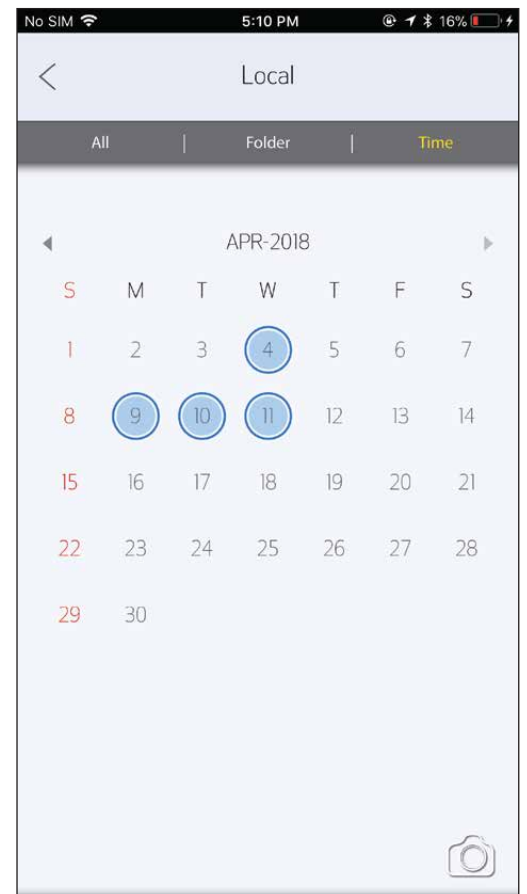 No SIM 5:10 PM 16%
Local
All | Folder | Time
APR-2018
S M T W T F S
1 2 3 4 5 6 7
8 9 10 11 12 13 14
15 16 17 18 19 20 21
22 23 24 25 26 27 28
29 30